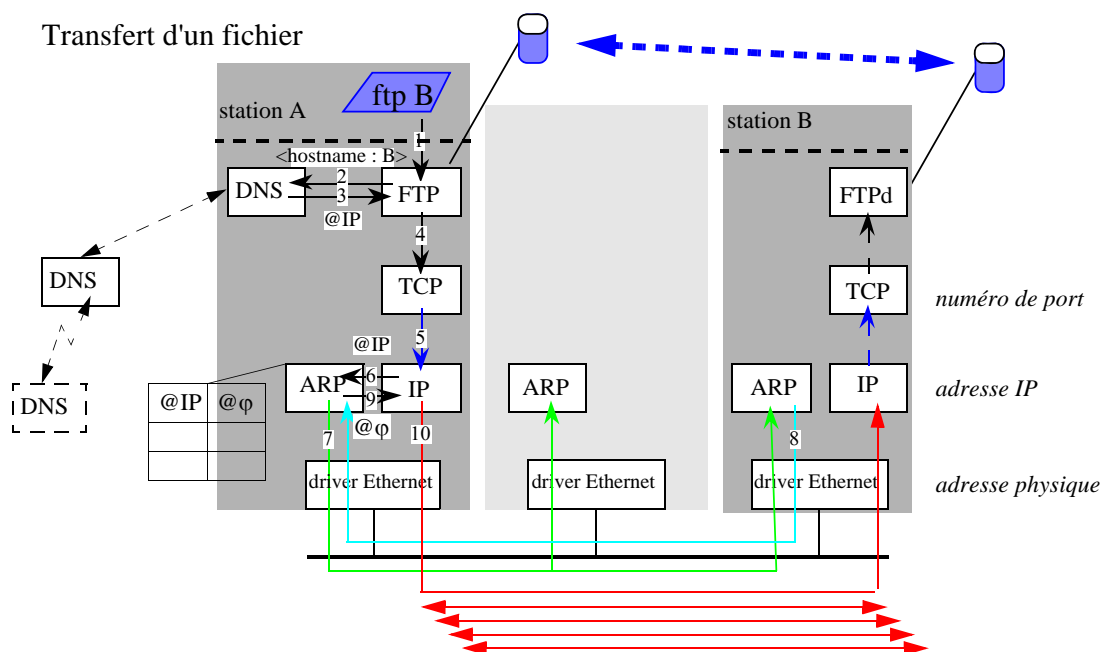 Transfert d'un fichier
ftp B
station A
station B
1
<hostname : B>
DNS
2
3
FTP
@IP
FTPd
4
DNS
TCP
TCP
numéro de port
5
@IP
ARP
6
9
IP
ARP
ARP
IP
adresse IP
DNS
@IP
@φ
@φ
7
10
8
driver Ethernet
driver Ethernet
driver Ethernet
adresse physique